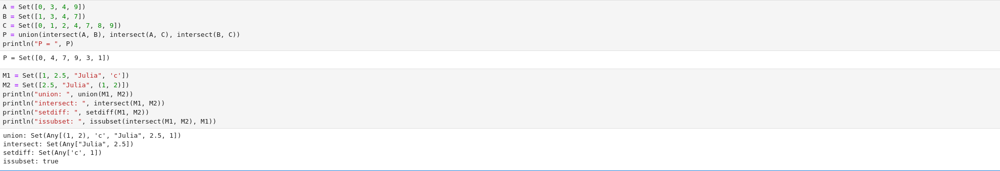 A = Set([0, 3, 4, 9])
B = Set([1, 3, 4, 7])
C = Set([0, 1, 2, 4, 7, 8, 9])
P = union(intersect(A, B), intersect(A, C), intersect(B, C))
println("P = ", P)
P = Set([0, 4, 7, 9, 3, 1])
M1 = Set([1, 2.5, "Julia", 'c'])
M2 = Set([2.5, "Julia", (1, 2)])
println("union: ", union(M1, M2))
println("intersect: ", intersect(M1, M2))
println("setdiff: ", setdiff(M1, M2))
println("issubset: ", issubset(intersect(M1, M2), M1))
union: Set(Any[(1, 2), 'c', "Julia", 2.5, 1])
intersect: Set(Any["Julia", 2.5])
setdiff: Set(Any['c', 1])
issubset: true